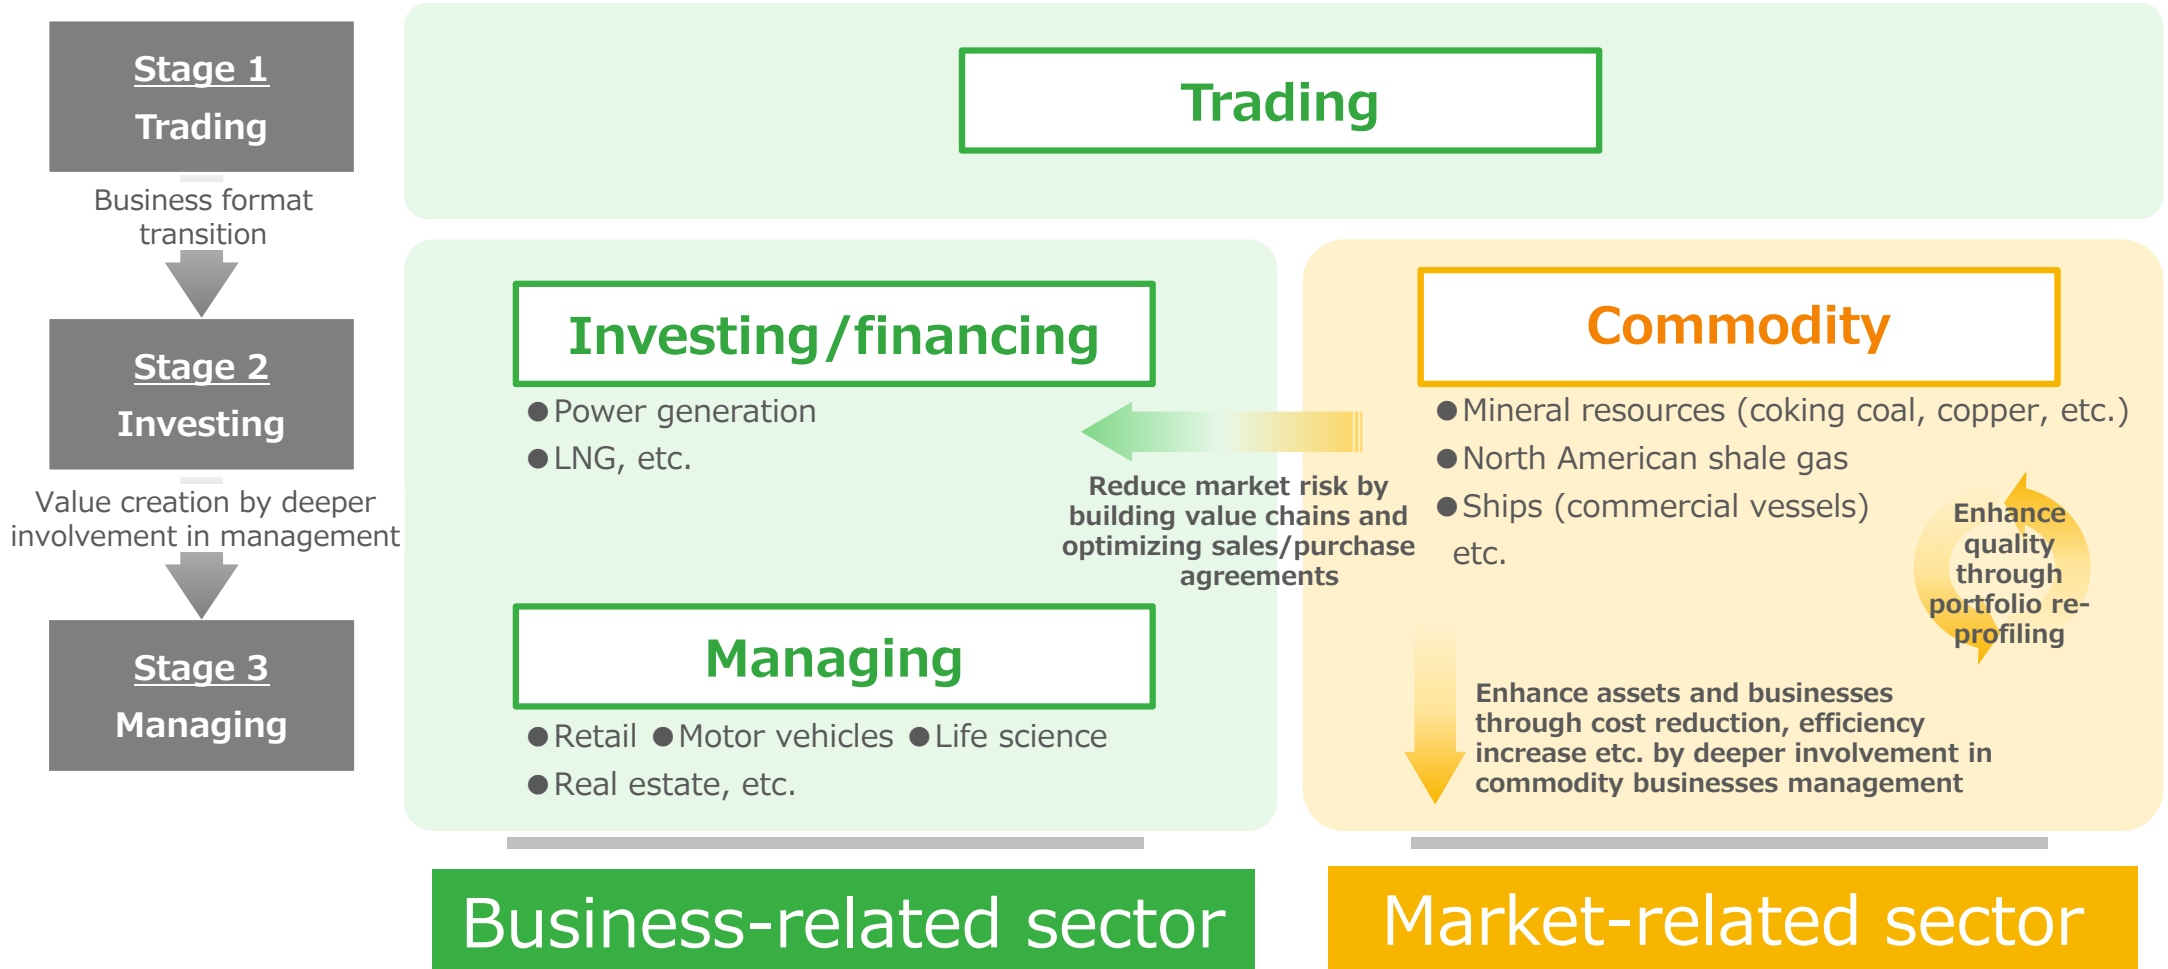 Stage 1
Trading
Business format
transition
Stage 2
Investing
Value creation by deeper
involvement in management
Stage 3
Managing
Trading
Investing/financing
●Power generation
●LNG, etc.
Managing
●Retail ●Motor vehicles ●Life science
●Real estate, etc.
Reduce market risk by
building value chains and
optimizing sales/purchase
agreements
Commodity
●Mineral resources (coking coal, copper, etc.)
●North American shale gas
●Ships (commercial vessels)
etc.
Enhance
quality
through
portfolio re-
profiling
Enhance assets and businesses
through cost reduction, efficiency
increase etc. by deeper involvement in
commodity businesses management
Business-related sector
Market-related sector